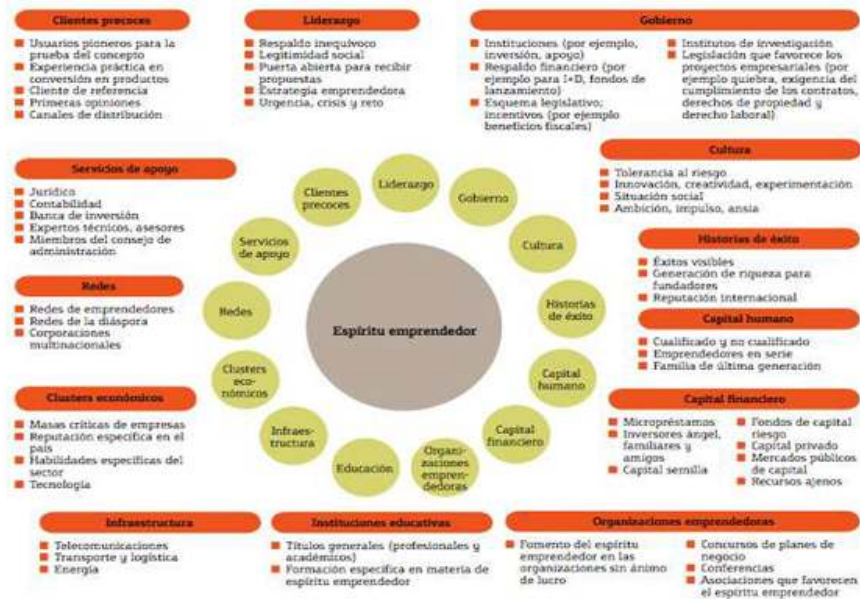 Clientes precoces
Usuarios pioneros para la
prueba del concepto
Experiencia práctica en
conversión en productos
Cliente de referencia
Primeras opiniones
Canales de distribución
Liderazgo
Respaldo inequívoco
Legitimidad social
Puerta abierta para recibir
propuestas
Estrategia emprendedora
Urgencia, crisis y reto
Gobierno
Instituciones (por ejemplo,
inversión, apoyo)
Respaldo financiero (por
ejemplo para I+D, fondos de
lanzamiento)
Esquema legislativo;
incentivos (por ejemplo
beneficios fiscales)
Institutos de investigación
Legislación que favorece los
proyectos empresariales (por
ejemplo quiebra, exigencia del
cumplimiento de los contratos,
derechos de propiedad y
derecho laboral)
Servicios de apoyo
Jurídico
Contabilidad
Banca de inversión
Expertos técnicos, asesores
Miembros del consejo de
administración
Cultura
Tolerancia al riesgo
Innovación, creatividad, experimentación
Situación social
Ambición, impulso, ansia
Redes
Redes de emprendedores
Redes de la diáspora
Corporaciones
multinacionales
Historias de éxito
Éxitos visibles
Generación de riqueza para
fundadores
Reputación internacional
Capital humano
Cualificado y no cualificado
Emprendedores en serie
Familia de última generación
Clusters económicos
Masas críticas de empresas
Reputación específica en el
país
Habilidades específicas del
sector
Tecnología
Capital financiero
Micropréstamos
Inversores ángel,
familiares y
amigos
Capital semilla
Fondos de capital
riesgo
Capital privado
Mercados públicos
de capital
Recursos ajenos
Espíritu emprendedor
Liderazgo
Gobierno
Cultura
Historias
de éxito
Capital
humano
Capital
financiero
Organi-
zaciones
empren-
dedoras
Educación
Infraes-
tructura
Clusters
eco-
nómicos
Redes
Servicios
de apoyo
Clientes
precoces
Infraestructura
Telecomunicaciones
Transporte y logística
Energía
Instituciones educativas
Títulos generales (profesionales y
académicos)
Formación específica en materia de
espíritu emprendedor
Organizaciones emprendedoras
Fomento del espíritu
emprendedor en las
organizaciones sin ánimo
de lucro
Concursos de planes de
negocio
Conferencias
Asociaciones que favorecen
el espíritu emprendedor